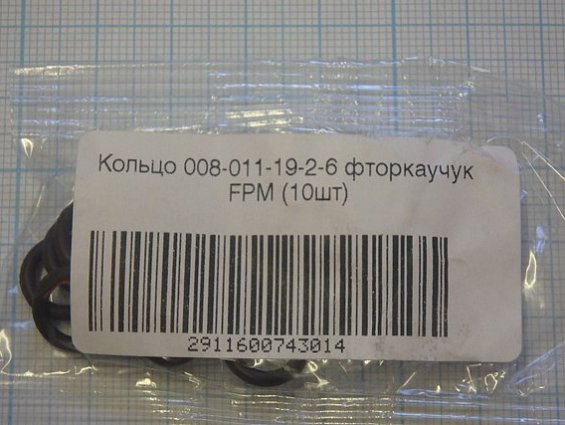 Кольцо 008-011-19-2-6 фторкаучук
FPM (10шт)
2911600743014